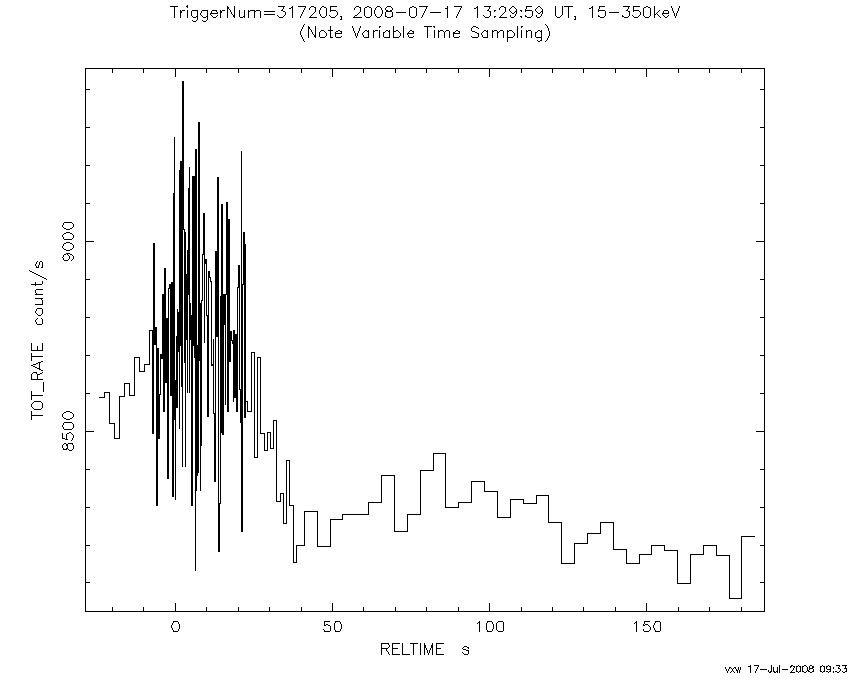 TriggerNum=317205, 2008-07-17 13:29:59 UT, 15-350keV
(Note Variable Time Sampling)
TOT_RATE count/s
9000
8500
0 50 100 150
RELTIME s
vxw 17-Jul-2008 09:33